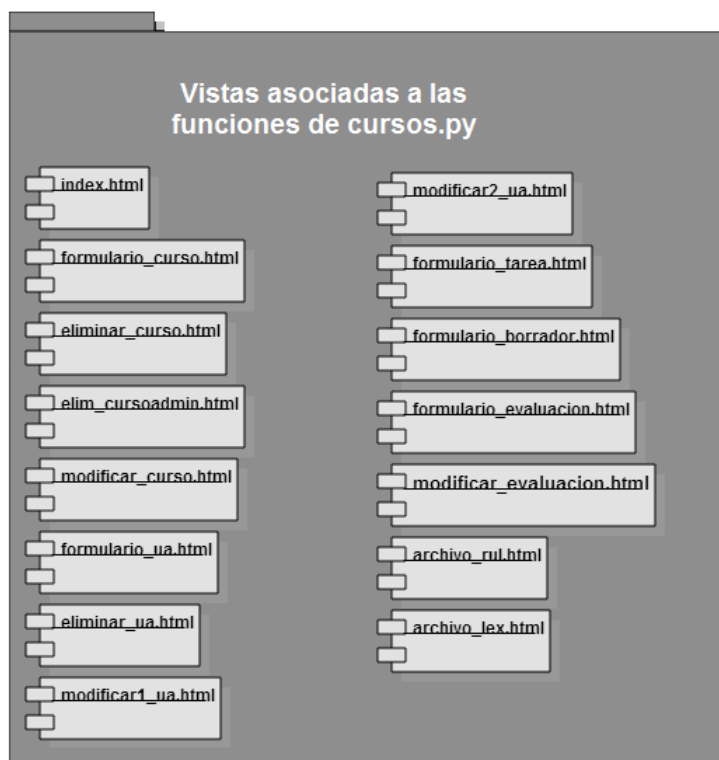 Vistas asociadas a las
funciones de cursos.py
index.html
formulario_curso.html
eliminar_curso.html
elim_cursoadmin.html
modificar_curso.html
formulario_ua.html
eliminar_ua.html
modificar1_ua.html
modificar2_ua.html
formulario_tarea.html
formulario_borrador.html
formulario_evaluacion.html
modificar_evaluacion.html
archivo_rul.html
archivo_lex.html